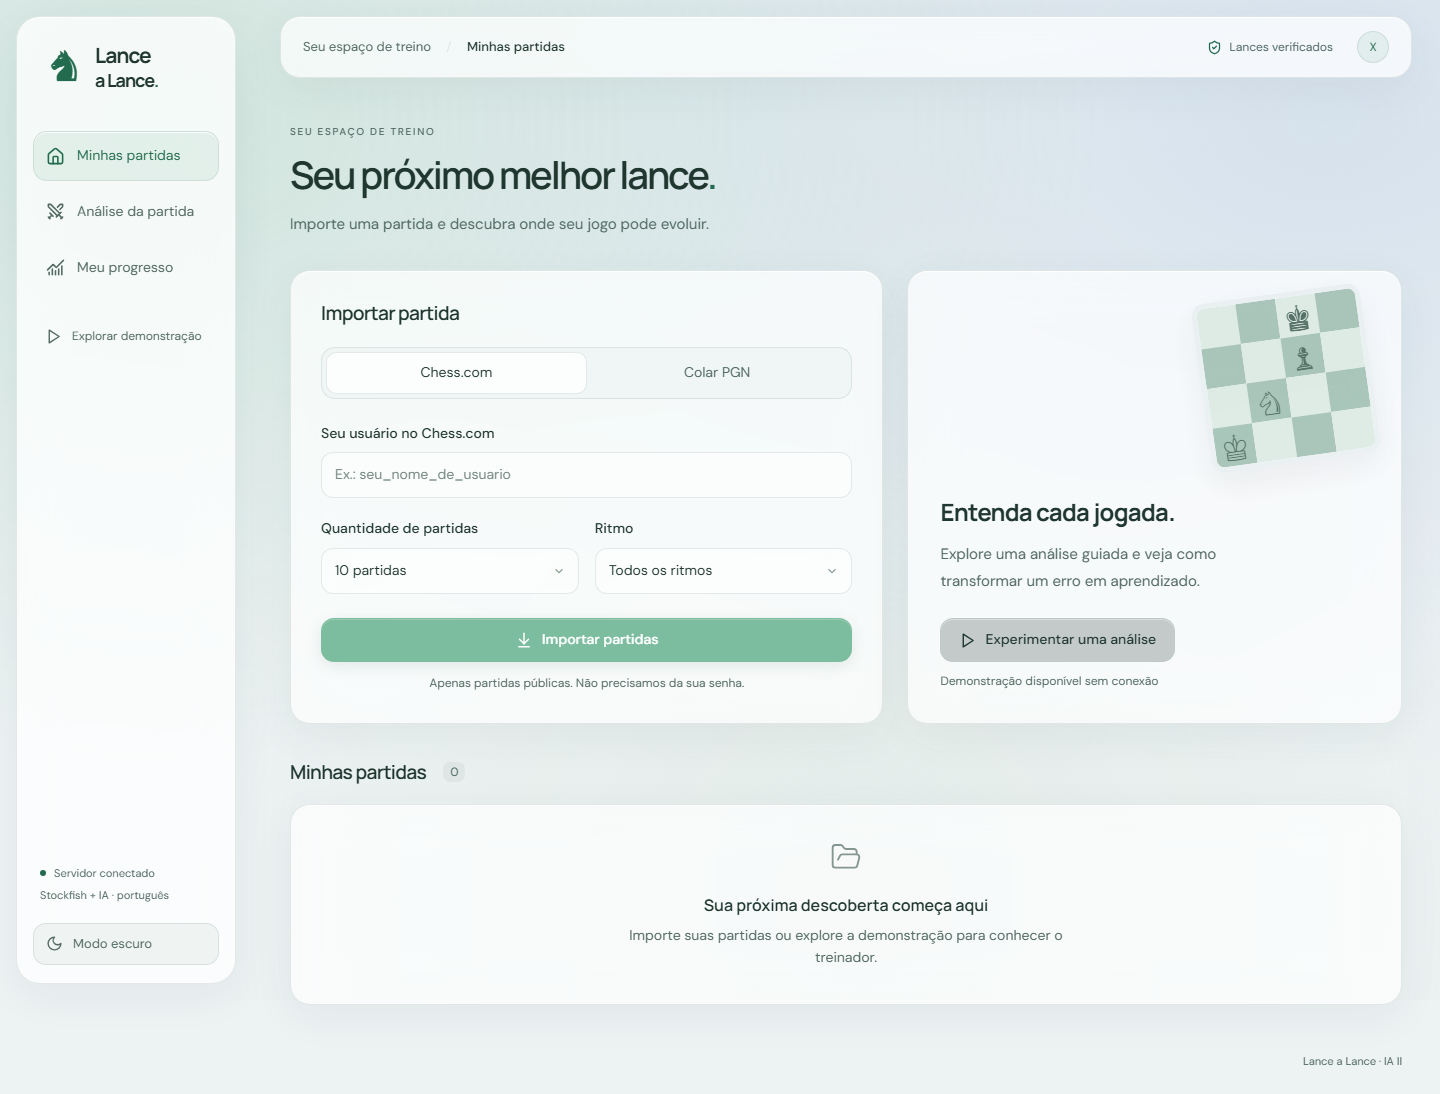 Lance
a Lance.
Minhas partidas
Análise da partida
Meu progresso
Explorar demonstração
Servidor conectado
Stockfish + IA · português
Modo escuro
Seu espaço de treino / Minhas partidas
Lances verificados
X
SEU ESPAÇO DE TREINO
Seu próximo melhor lance.
Importe uma partida e descubra onde seu jogo pode evoluir.
Importar partida
Chess.com
Colar PGN
Seu usuário no Chess.com
Ex.: seu_nome_de_usuario
Quantidade de partidas
Ritmo
10 partidas
Todos os ritmos
Importar partidas
Apenas partidas públicas. Não precisamos da sua senha.
Entenda cada jogada.
Explore uma análise guiada e veja como
transformar um erro em aprendizado.
Experimentar uma análise
Demonstração disponível sem conexão
Minhas partidas 0
Sua próxima descoberta começa aqui
Importe suas partidas ou explore a demonstração para conhecer o
treinador.
Lance a Lance · IA II